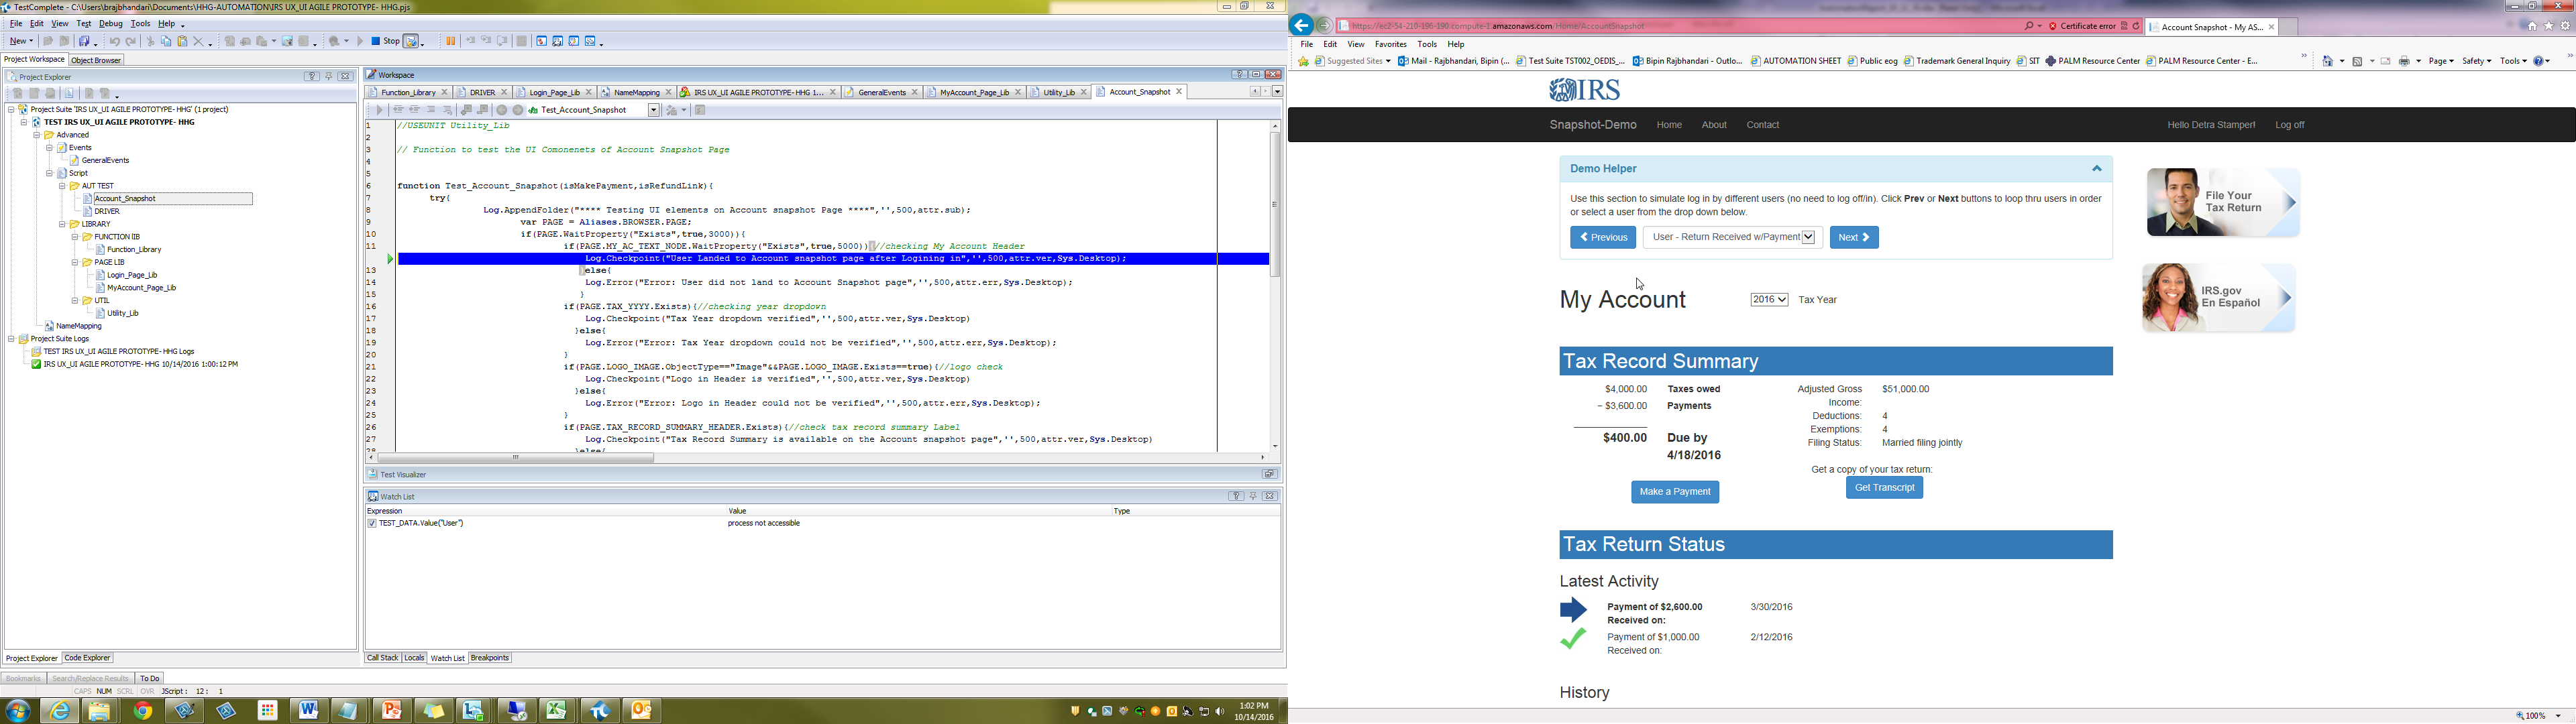 TestComplete - C:\Users\brajbhandari\Documents\HHG-AUTOMATION\IRS UX_UI AGILE PROTOTYPE- HHG.pjs
File Edit View Test Debug Tools Help
New Stop
Project Workspace Object Browser
Project Explorer
Project Suite 'IRS UX_UI AGILE PROTOTYPE-HHG' (1 project)
TEST IRS UX_UI AGILE PROTOTYPE- HHG
Advanced
Events
GeneralEvents
Script
AUT TEST
Account_Snapshot
DRIVER
LIBRARY
FUNCTION lIB
Function_Library
PAGE LIB
Login_Page_Lib
MyAccount_Page_Lib
UTIL
Utility_Lib
NameMapping
Project Suite Logs
TEST IRS UX_UI AGILE PROTOTYPE- HHG Logs
IRS UX_UI AGILE PROTOTYPE- HHG 10/14/2016 1:00:12 PM
Project Explorer Code Explorer
Bookmarks Search/Replace Results To Do
CAPS NUM SCRL OVR JScript : 12 : 1
Workspace
Function_Library DRIVER Login_Page_Lib NameMapping IRS UX_UI AGILE PROTOTYPE- HHG 1... GeneralEvents MyAccount_Page_Lib Utility_Lib Account_Snapshot
Test_Account_Snapshot
1 //USEUNIT Utility_Lib
2
3 // Function to test the UI Comonenets of Account Snapshot Page
4
5
6 function Test_Account_Snapshot(isMakePayment,isRefundLink){
7 try{
8 Log.AppendFolder("**** Testing UI elements on Account snapshot Page ****",'',500,attr.sub);
9 var PAGE = Aliases.BROWSER.PAGE;
10 if(PAGE.WaitProperty("Exists",true,3000)){
11 if(PAGE.MY_AC_TEXT_NODE.WaitProperty("Exists",true,5000)){//checking My Account Header
Log.Checkpoint("User Landed to Account snapshot page after Logining in",'',500,attr.ver,Sys.Desktop);
13 }else{
14 Log.Error("Error: User did not land to Account Snapshot page",'',500,attr.err,Sys.Desktop);
15 }
16 if(PAGE.TAX_YYYY.Exists){//checking year dropdown
17 Log.Checkpoint("Tax Year dropdown verified",'',500,attr.ver,Sys.Desktop)
18 }else{
19 Log.Error("Error: Tax Year dropdown could not be verified",'',500,attr.err,Sys.Desktop);
20 }
21 if(PAGE.LOGO_IMAGE.ObjectType=="Image"&&PAGE.LOGO_IMAGE.Exists==true){//logo check
22 Log.Checkpoint("Logo in Header is verified",'',500,attr.ver,Sys.Desktop)
23 }else{
24 Log.Error("Error: Logo in Header could not be verified",'',500,attr.err,Sys.Desktop);
25 }
26 if(PAGE.TAX_RECORD_SUMMARY_HEADER.Exists){//check tax record summary Label
27 Log.Checkpoint("Tax Record Summary is available on the Account snapshot page",'',500,attr.ver,Sys.Desktop)
28 }else{
Test Visualizer
Watch List
Expression Value Type
TEST_DATA.Value("User") process not accessible
Call Stack Locals Watch List Breakpoints
1:02 PM
10/14/2016
https://ec2-54-210-196-190.compute-1.amazonaws.com/Home/AccountSnapshot Certificate error Account Snapshot - My AS...
File Edit View Favorites Tools Help
Suggested Sites Mail - Rajbhandari, Bipin (... Test Suite TST002_OEDIS_... Bipin Rajbhandari - Outlo... AUTOMATION SHEET Public eog Trademark General Inquiry SIT PALM Resource Center PALM Resource Center - E... Page Safety Tools
IRS
Snapshot-Demo Home About Contact Hello Detra Stamper! Log off
Demo Helper
Use this section to simulate log in by different users (no need to log off/in). Click Prev or Next buttons to loop thru users in order
or select a user from the drop down below.
Previous User - Return Received w/Payment Next
File Your
Tax Return
IRS.gov
En Español
My Account 2016 Tax Year
Tax Record Summary
$4,000.00 Taxes owed Adjusted Gross Income: $51,000.00
− $3,600.00 Payments
Deductions: 4
Exemptions: 4
$400.00 Due by 4/18/2016 Filing Status: Married filing jointly
Get a copy of your tax return:
Make a Payment Get Transcript
Tax Return Status
Latest Activity
Payment of $2,600.00 3/30/2016
Received on:
Payment of $1,000.00 2/12/2016
Received on:
History
100%